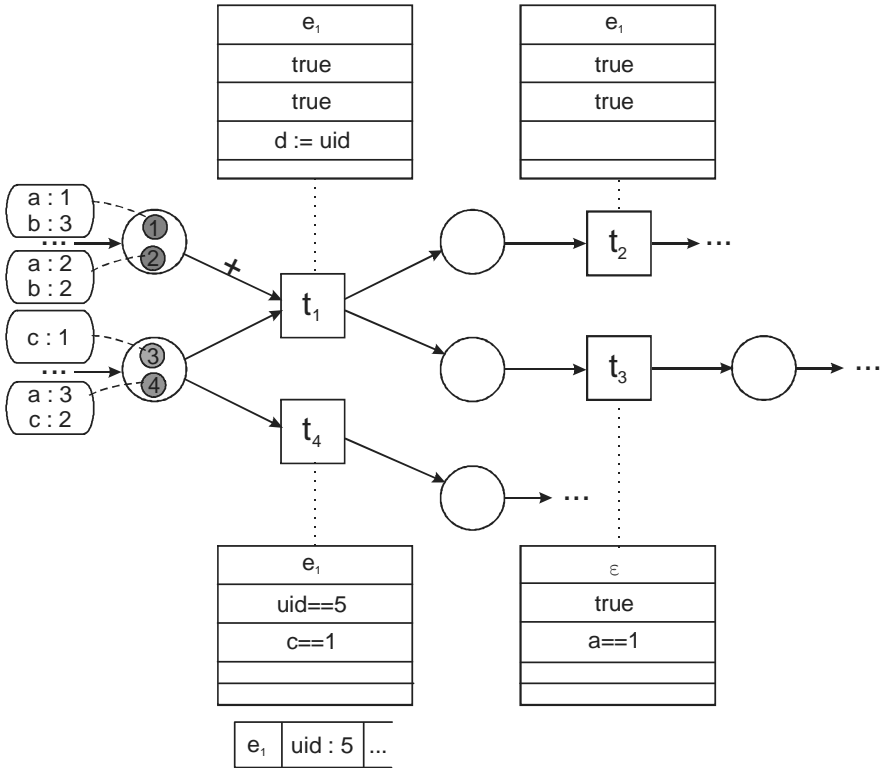 e₁
true
true
d := uid
e₁
true
true
a : 1
b : 3
...
a : 2
b : 2
1
2
+
t₁
t₂
...
c : 1
...
a : 3
c : 2
3
4
t₃
...
t₄
...
e₁
uid==5
c==1
ε
true
a==1
e₁ uid : 5 ...